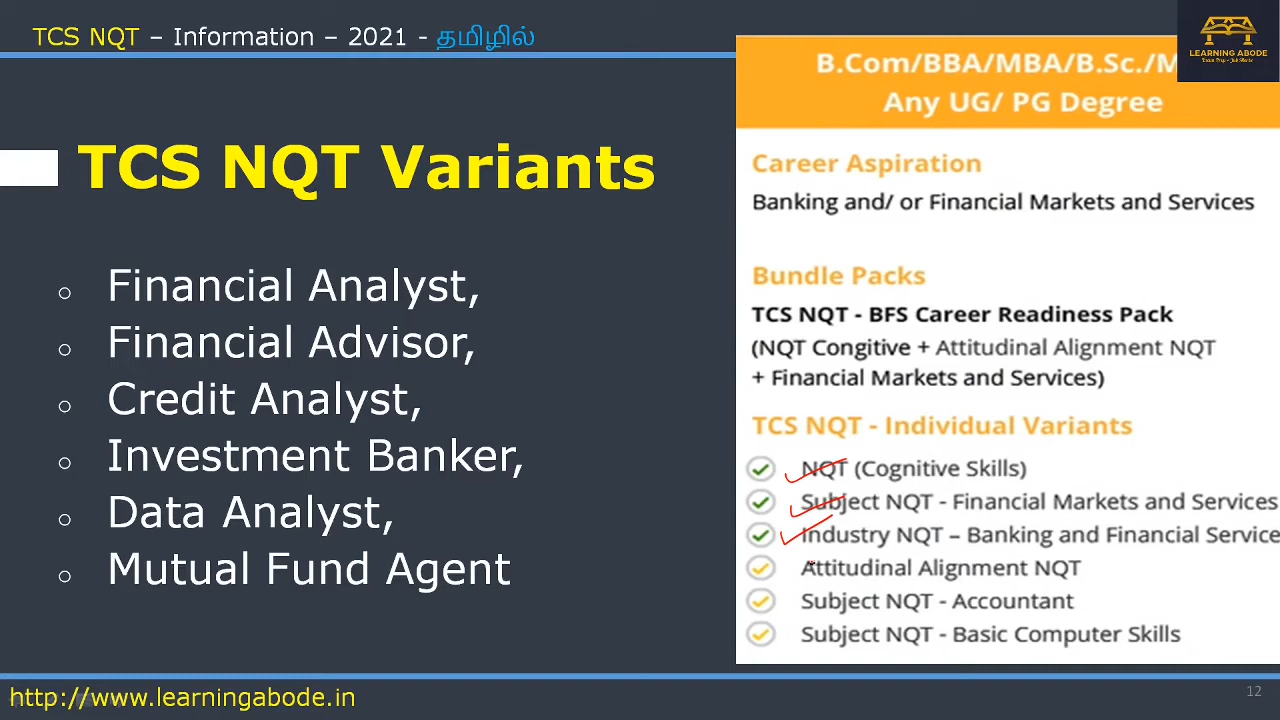 TCS NQT – Information – 2021 - தமிழில்
LEARNING ABODE
Exam Prep - Job Alerts
B.Com/BBA/MBA/B.Sc./M
Any UG/ PG Degree
TCS NQT Variants
Financial Analyst,
Financial Advisor,
Credit Analyst,
Investment Banker,
Data Analyst,
Mutual Fund Agent
Career Aspiration
Banking and/ or Financial Markets and Services
Bundle Packs
TCS NQT - BFS Career Readiness Pack
(NQT Congitive + Attitudinal Alignment NQT
+ Financial Markets and Services)
TCS NQT - Individual Variants
NQT (Cognitive Skills)
Subject NQT - Financial Markets and Services
Industry NQT – Banking and Financial Service
Attitudinal Alignment NQT
Subject NQT - Accountant
Subject NQT - Basic Computer Skills
http://www.learningabode.in
12